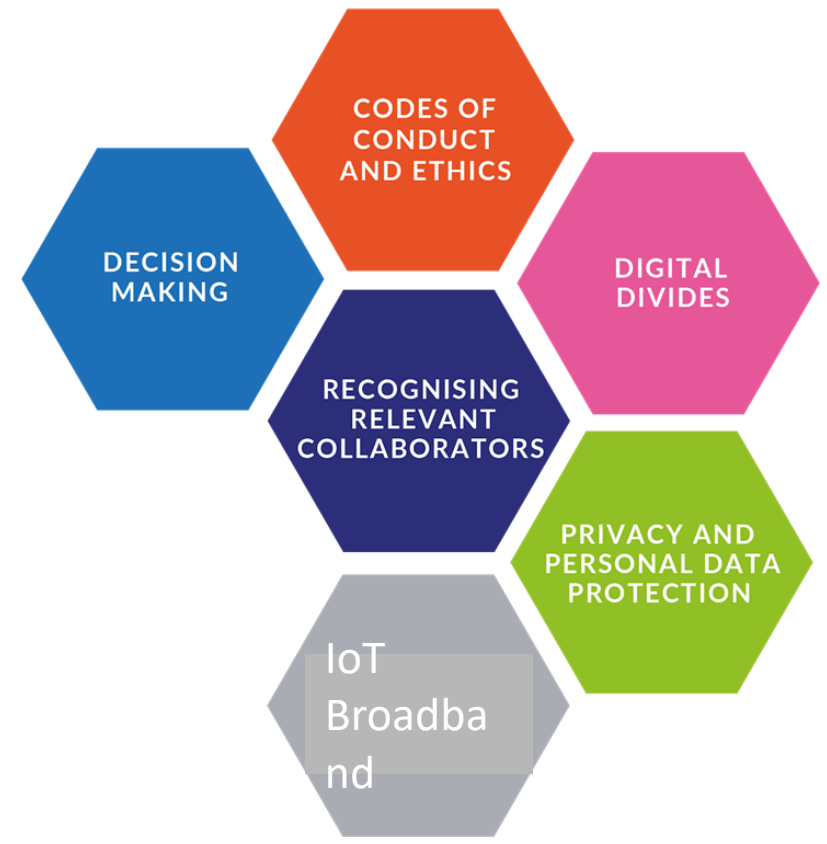 CODES OF
CONDUCT
AND ETHICS
DECISION
MAKING
DIGITAL
DIVIDES
RECOGNISING
RELEVANT
COLLABORATORS
PRIVACY AND
PERSONAL DATA
PROTECTION
IoT
Broadba
nd